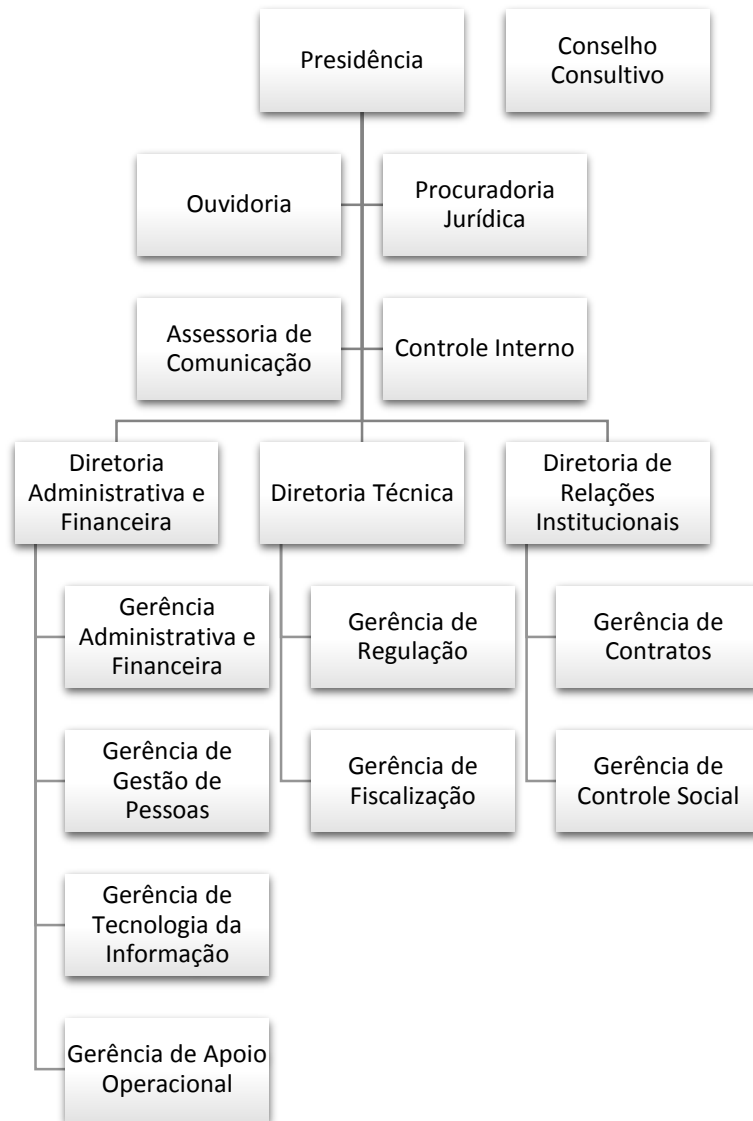 Presidência
Conselho
Consultivo
Ouvidoria
Procuradoria
Jurídica
Assessoria de
Comunicação
Controle Interno
Diretoria
Administrativa e
Financeira
Diretoria Técnica
Diretoria de
Relações
Institucionais
Gerência
Administrativa e
Financeira
Gerência de
Regulação
Gerência de
Contratos
Gerência de
Gestão de
Pessoas
Gerência de
Fiscalização
Gerência de
Controle Social
Gerência de
Tecnologia da
Informação
Gerência de Apoio
Operacional